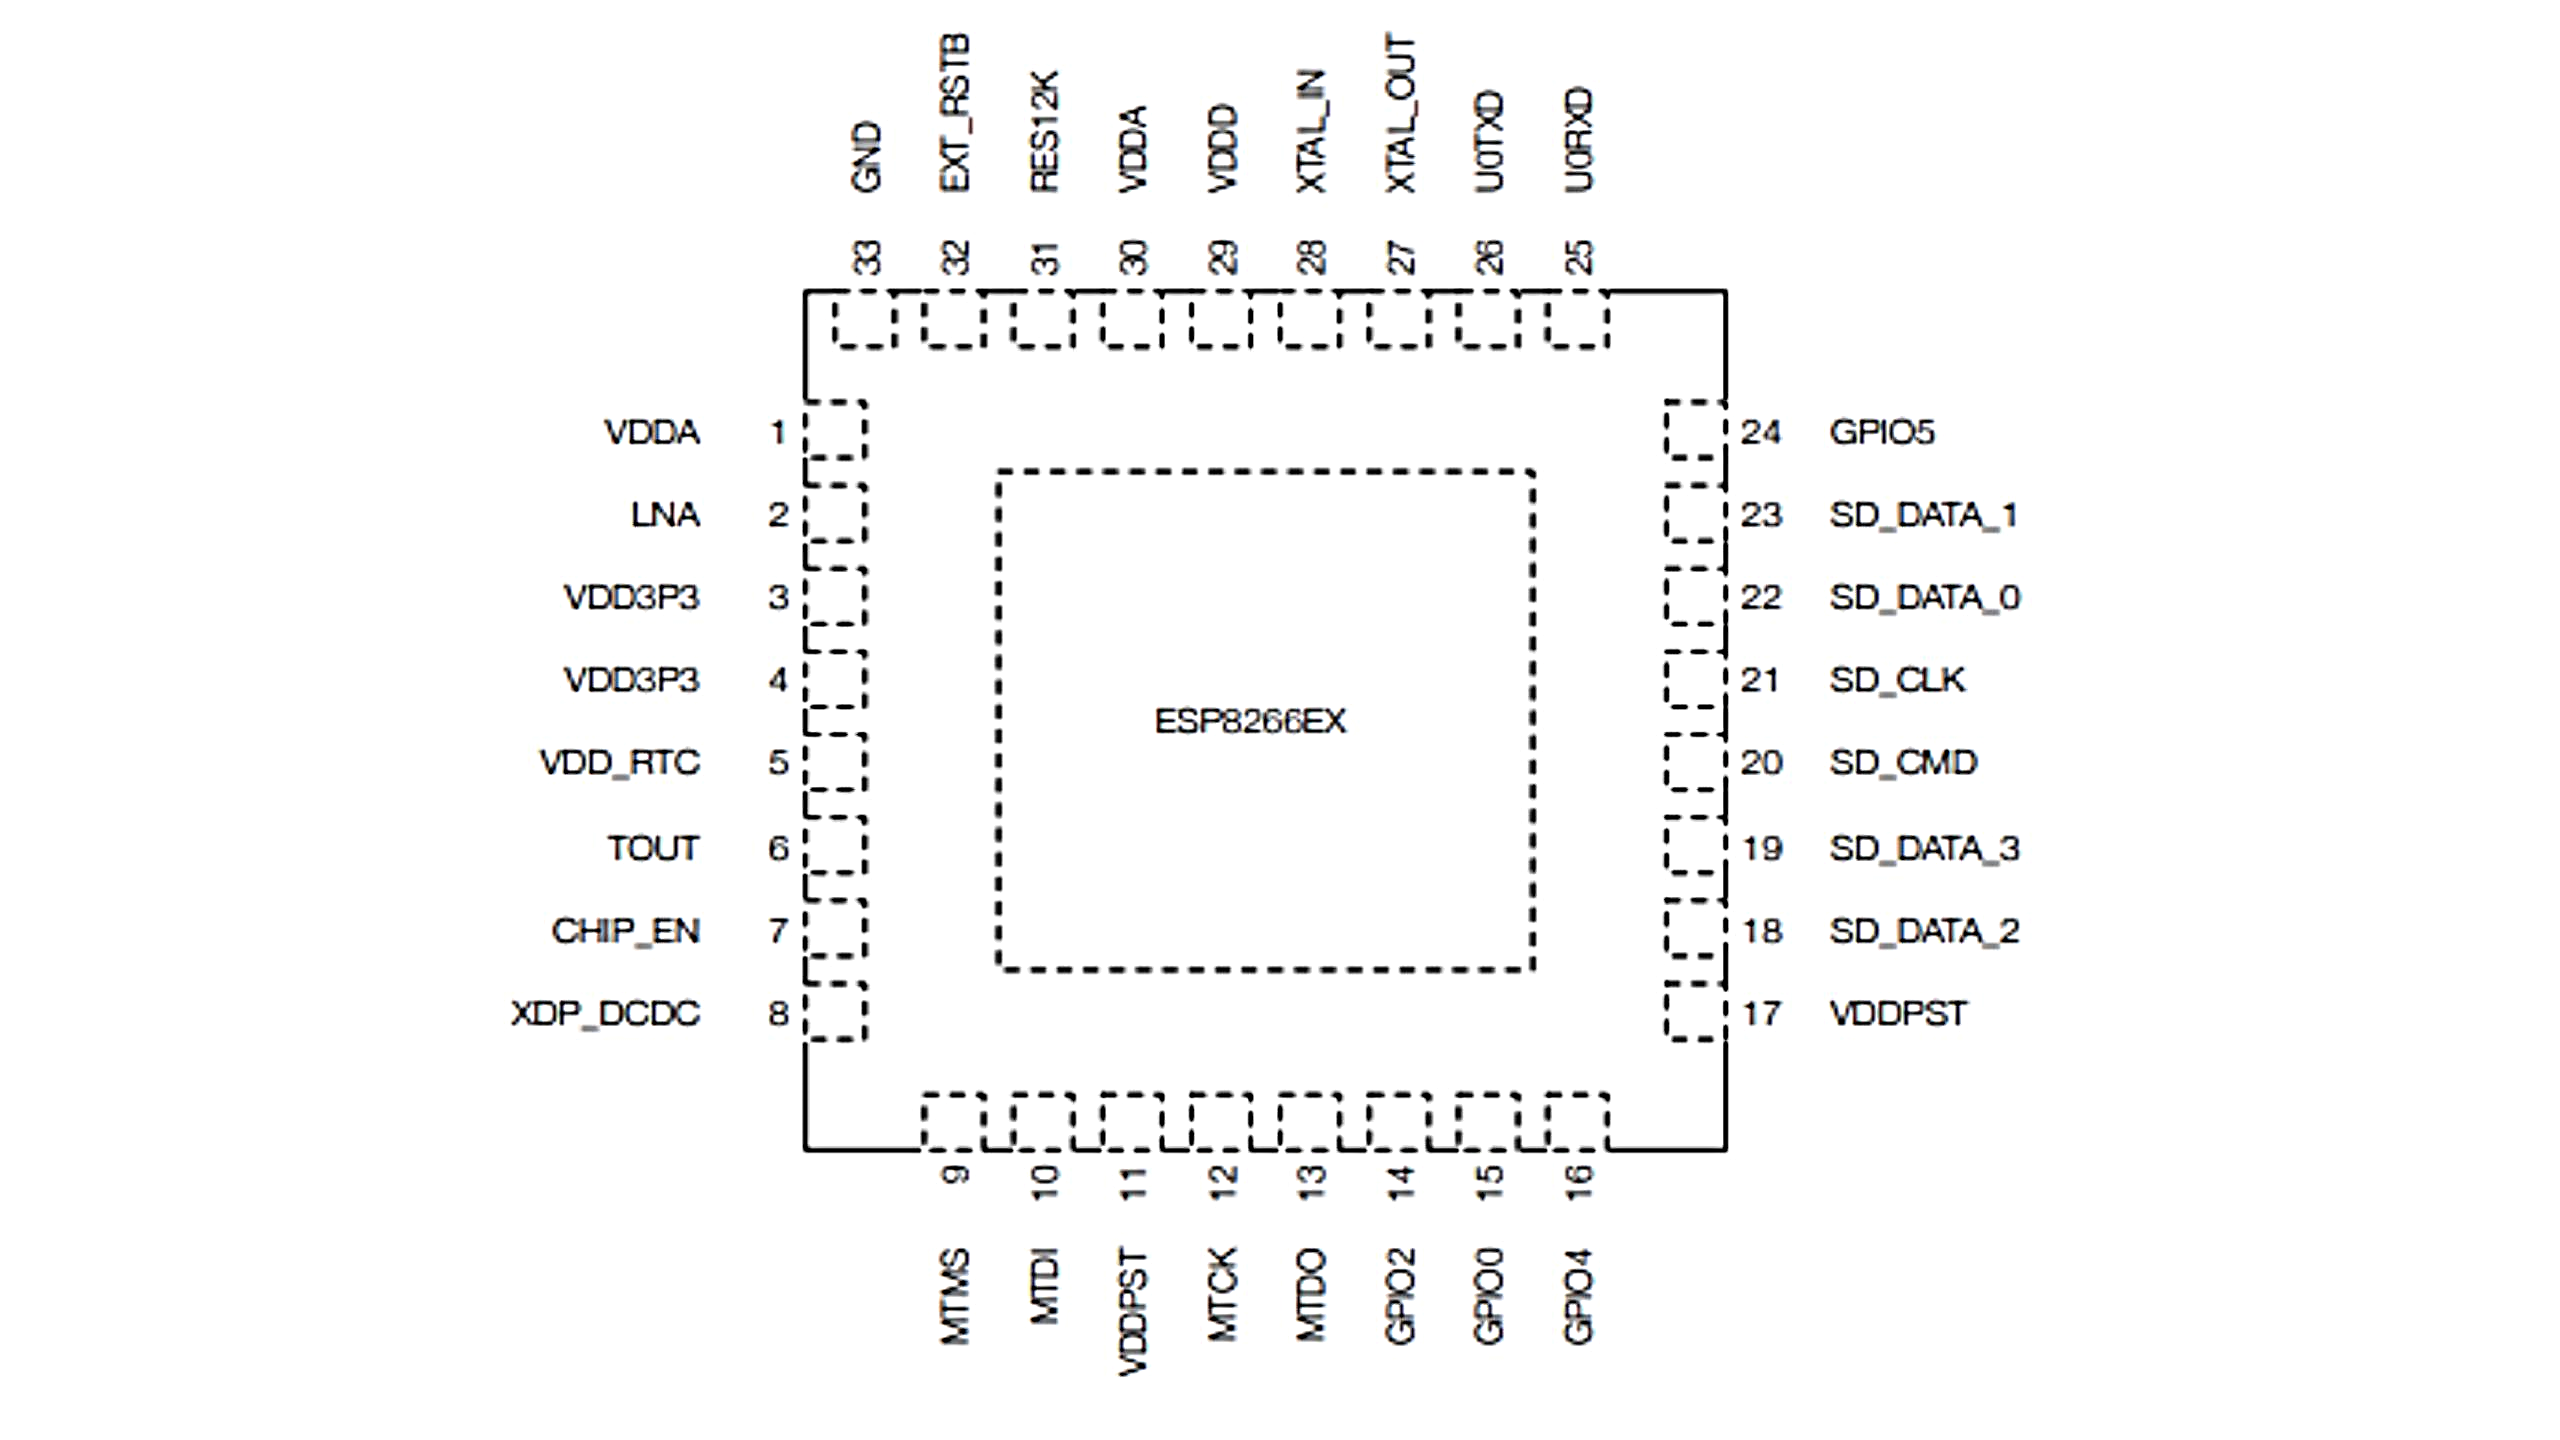 GND EXT_RSTB RES12K VDDA VDDD XTAL_IN XTAL_OUT U0TXD U0RXD
33 32 31 30 29 28 27 26 25
VDDA 1 24 GPIO5
LNA 2 23 SD_DATA_1
VDD3P3 3 22 SD_DATA_0
VDD3P3 4 21 SD_CLK
ESP8266EX
VDD_RTC 5 20 SD_CMD
TOUT 6 19 SD_DATA_3
CHIP_EN 7 18 SD_DATA_2
XDP_DCDC 8 17 VDDPST
9 10 11 12 13 14 15 16
MTMS MTDI VDDPST MTCK MTDO GPIO2 GPIO0 GPIO4